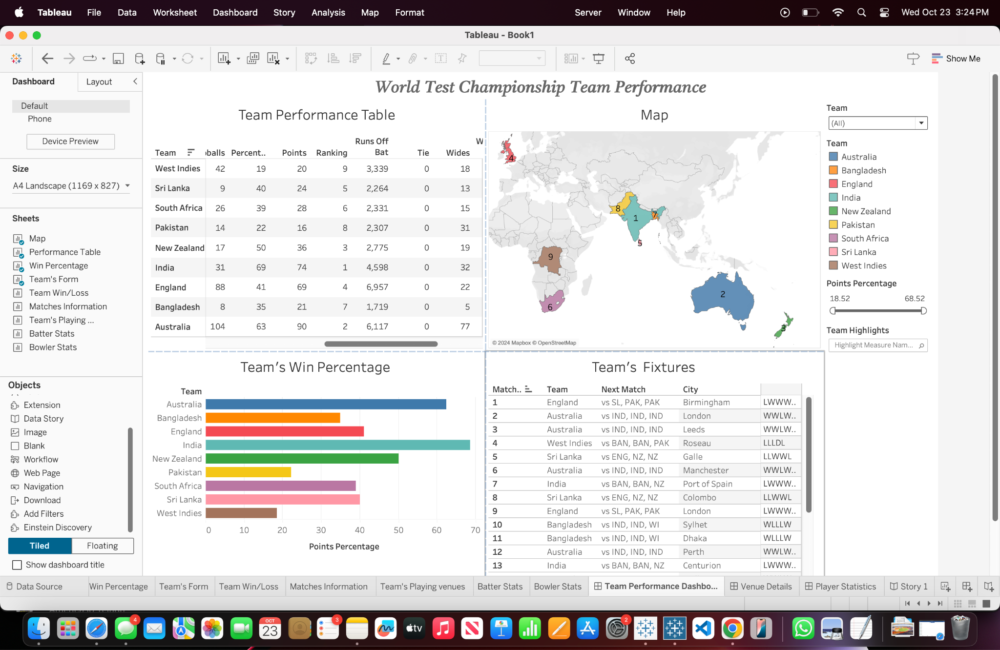 Tableau File Data Worksheet Dashboard Story Analysis Map Format Server Window Help Wed Oct 23 3:24 PM
Tableau - Book1
Show Me
Dashboard Layout
Default
Phone
Device Preview
Size
A4 Landscape (1169 x 827)
Sheets
Map
Performance Table
Win Percentage
Team's Form
Team Win/Loss
Matches Information
Team's Playing ...
Batter Stats
Bowler Stats
Objects
Extension
Data Story
Image
Blank
Workflow
Web Page
Navigation
Download
Add Filters
Einstein Discovery
Tiled Floating
Show dashboard title
World Test Championship Team Performance
Team Performance Table
Runs Off W
Team balls Percent.. Points Ranking Bat Tie Wides
West Indies 42 19 20 9 3,339 0 18
Sri Lanka 9 40 24 5 2,264 0 13
South Africa 26 39 28 6 2,331 0 15
Pakistan 14 22 16 8 2,307 0 31
New Zealand 17 50 36 3 2,775 0 19
India 31 69 74 1 4,598 0 32
England 88 41 69 4 6,957 0 22
Bangladesh 8 35 21 7 1,719 0 5
Australia 104 63 90 2 6,117 0 77
Map
4
8
1
7
5
9
6
2
3
© 2024 Mapbox © OpenStreetMap
Team
(All)
Team
Australia
Bangladesh
England
India
New Zealand
Pakistan
South Africa
Sri Lanka
West Indies
Points Percentage
18.52 68.52
Team Highlights
Highlight Measure Nam...
Team's Win Percentage
Team
Australia
Bangladesh
England
India
New Zealand
Pakistan
South Africa
Sri Lanka
West Indies
0 10 20 30 40 50 60 70
Points Percentage
Team's Fixtures
Match.. Team Next Match City
1 England vs SL, PAK, PAK Birmingham LWWW..
2 Australia vs IND, IND, IND London WWLW..
3 Australia vs IND, IND, IND Leeds WWLW..
4 West Indies vs BAN, BAN, PAK Roseau LLLDL
5 Sri Lanka vs ENG, NZ, NZ Galle LLWWL
6 Australia vs IND, IND, IND Manchester WWLW..
7 India vs BAN, BAN, NZ Port of Spain LWWW..
8 Sri Lanka vs ENG, NZ, NZ Colombo LLWWL
9 England vs SL, PAK, PAK London LWWW..
10 Bangladesh vs IND, IND, WI Sylhet WLLLW
11 Bangladesh vs IND, IND, WI Dhaka WLLLW
12 Australia vs IND, IND, IND Perth WWLW..
13 India vs BAN, BAN, NZ Centurion LWWW..
Data Source Win Percentage Team's Form Team Win/Loss Matches Information Team's Playing venues Batter Stats Bowler Stats Team Performance Dashbo... Venue Details Player Statistics Story 1
4 OCT 23 3 tv 2